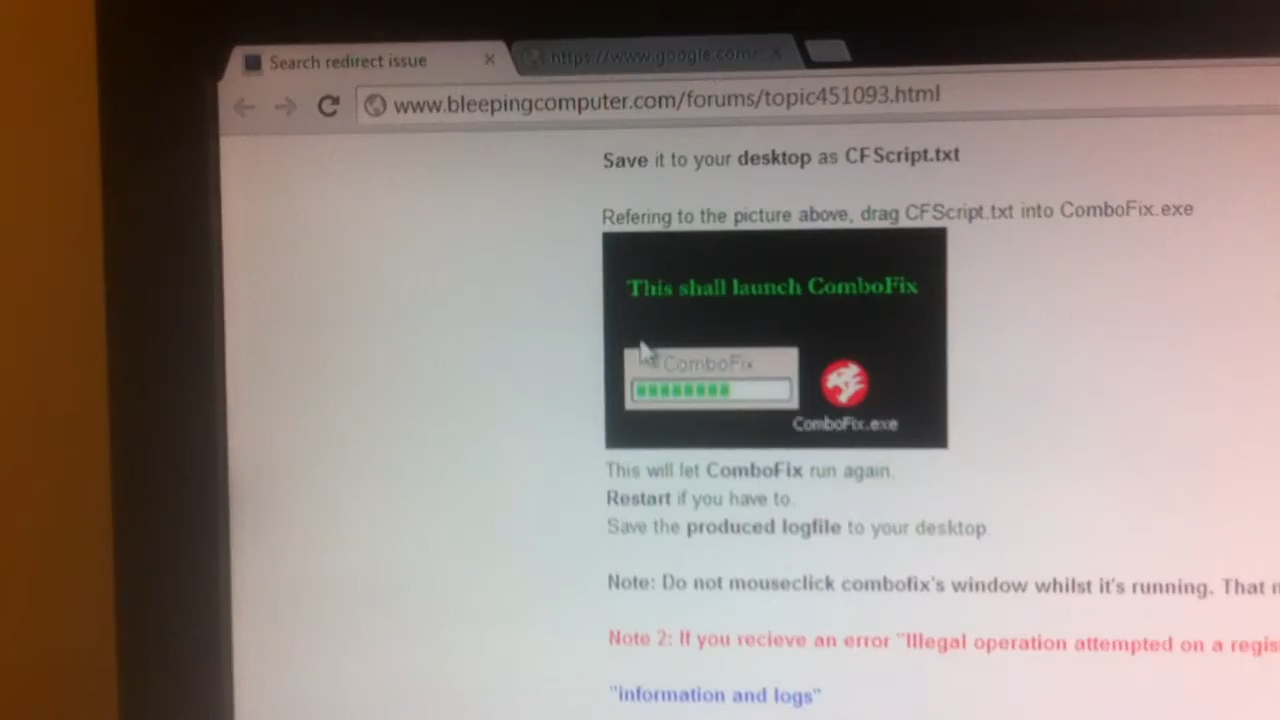 Search redirect issue
https://www.google.com/
www.bleepingcomputer.com/forums/topic451093.html
Save it to your desktop as CFScript.txt
Refering to the picture above, drag CFScript.txt into ComboFix.exe
This shall launch ComboFix
ComboFix
ComboFix.exe
This will let ComboFix run again.
Restart if you have to.
Save the produced logfile to your desktop.
Note: Do not mouseclick combofix's window whilst it's running. That
Note 2: If you recieve an error "Illegal operation attempted on a regis
"information and logs"